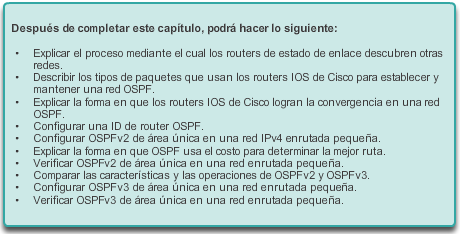 Después de completar este capítulo, podrá hacer lo siguiente:
• Explicar el proceso mediante el cual los routers de estado de enlace descubren otras
redes.
• Describir los tipos de paquetes que usan los routers IOS de Cisco para establecer y
mantener una red OSPF.
• Explicar la forma en que los routers IOS de Cisco logran la convergencia en una red
OSPF.
• Configurar una ID de router OSPF.
• Configurar OSPFv2 de área única en una red IPv4 enrutada pequeña.
• Explicar la forma en que OSPF usa el costo para determinar la mejor ruta.
• Verificar OSPFv2 de área única en una red enrutada pequeña.
• Comparar las características y las operaciones de OSPFv2 y OSPFv3.
• Configurar OSPFv3 de área única en una red enrutada pequeña.
• Verificar OSPFv3 de área única en una red enrutada pequeña.